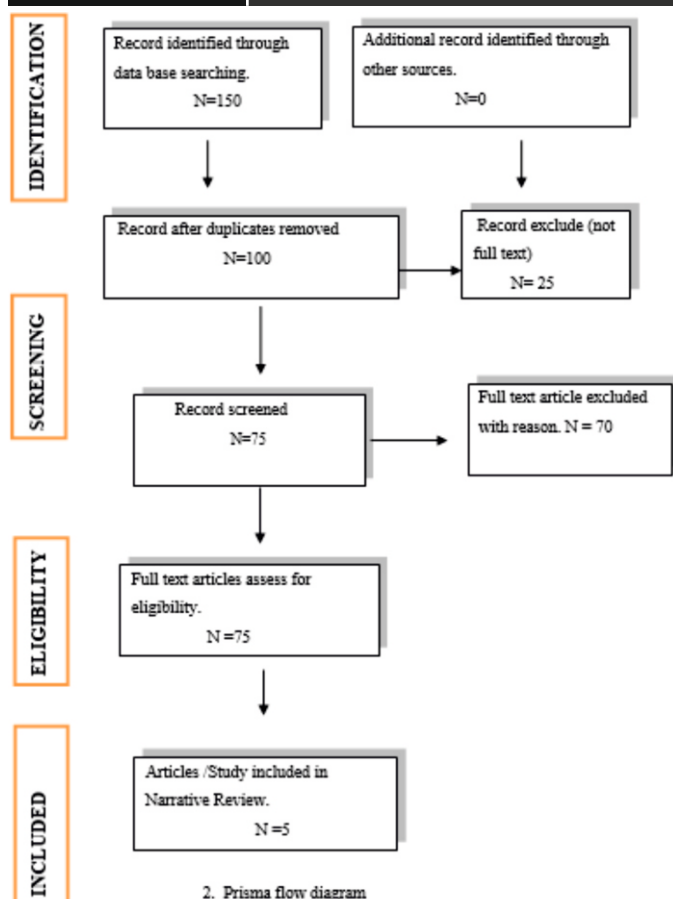 IDENTIFICATION
Record identified through
data base searching.
N=150
Additional record identified through
other sources.
N=0
Record after duplicates removed
N=100
Record exclude (not
full text)
N= 25
SCREENING
Record screened
N=75
Full text article excluded
with reason. N = 70
ELIGIBILITY
Full text articles assess for
eligibility.
N =75
INCLUDED
Articles /Study included in
Narrative Review.
N =5
2. Prisma flow diagram